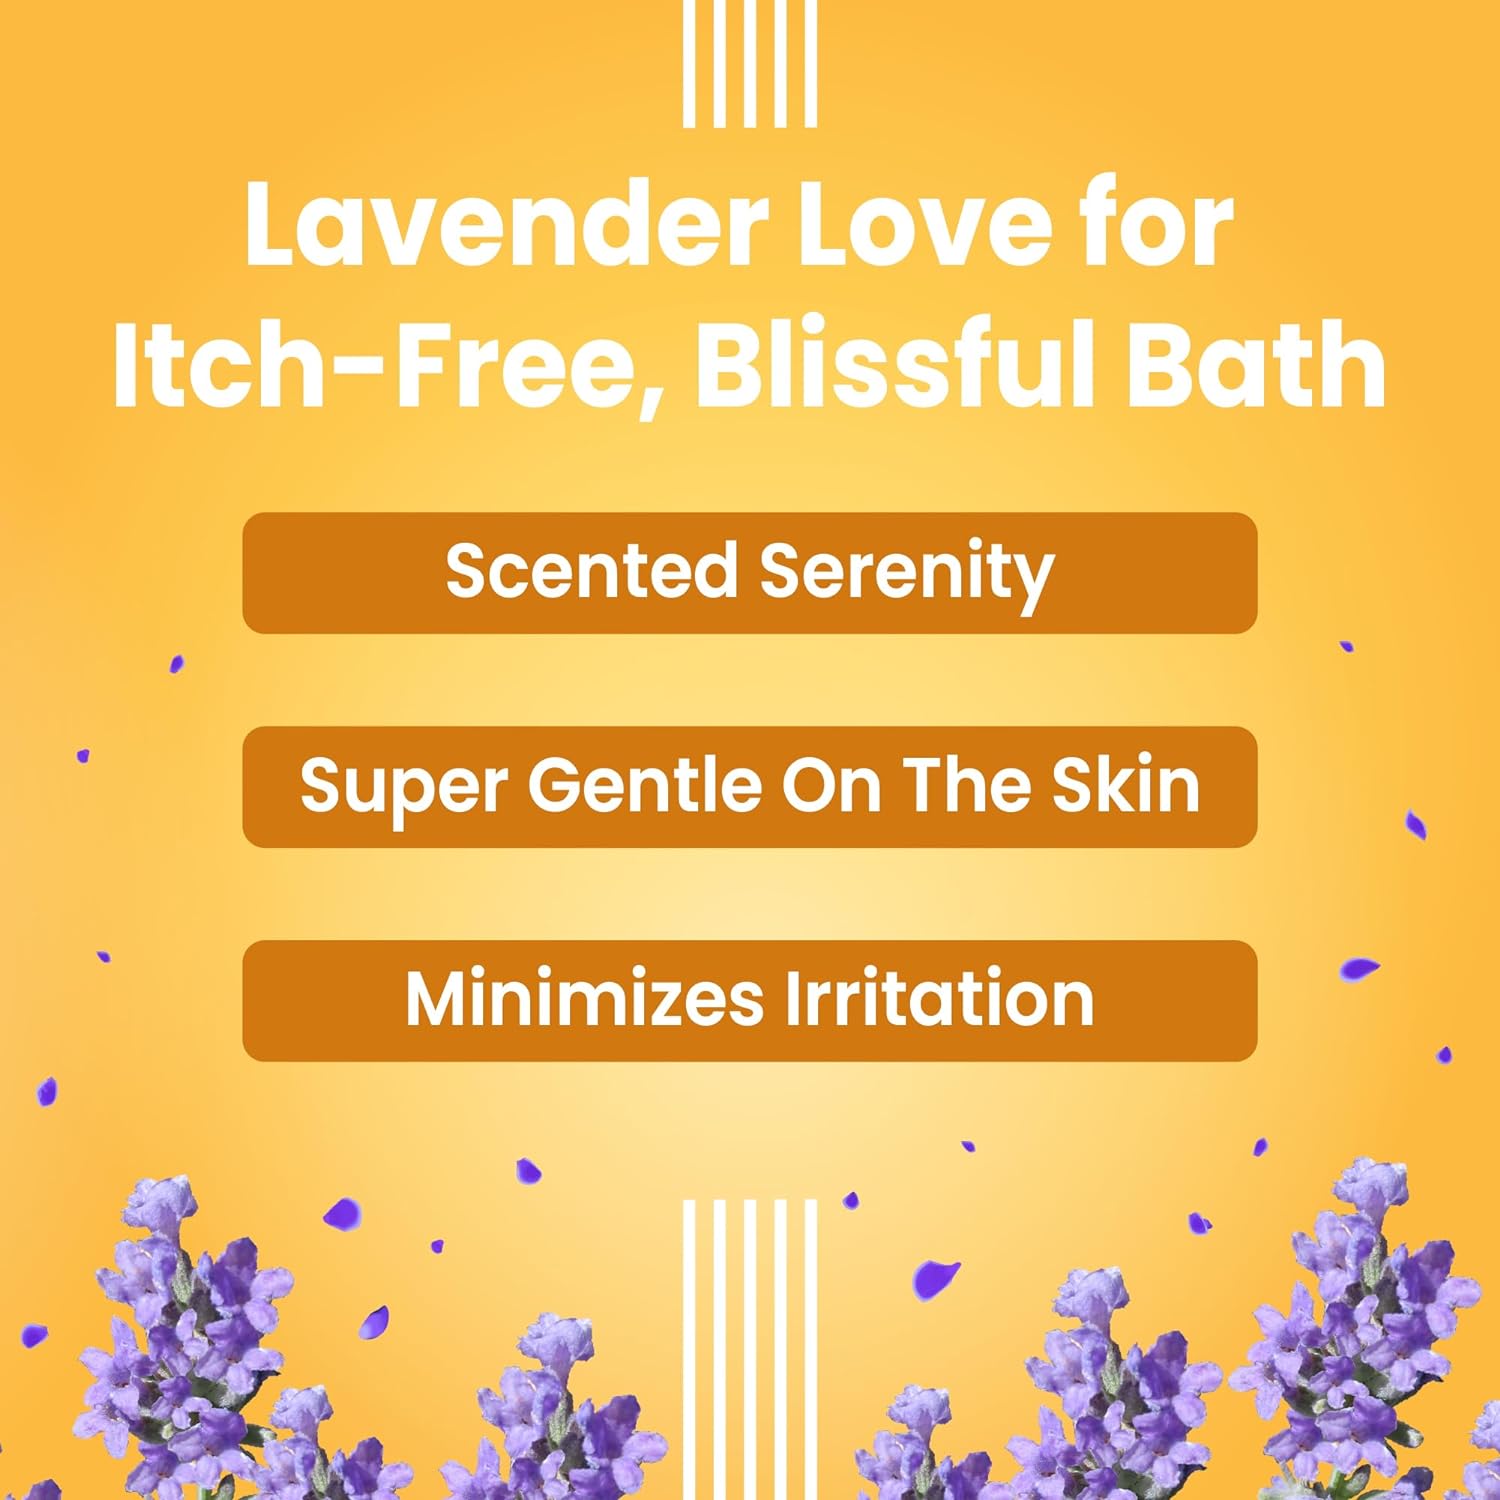 Lavender Love for
Itch-Free, Blissful Bath
Scented Serenity
Super Gentle On The Skin
Minimizes Irritation